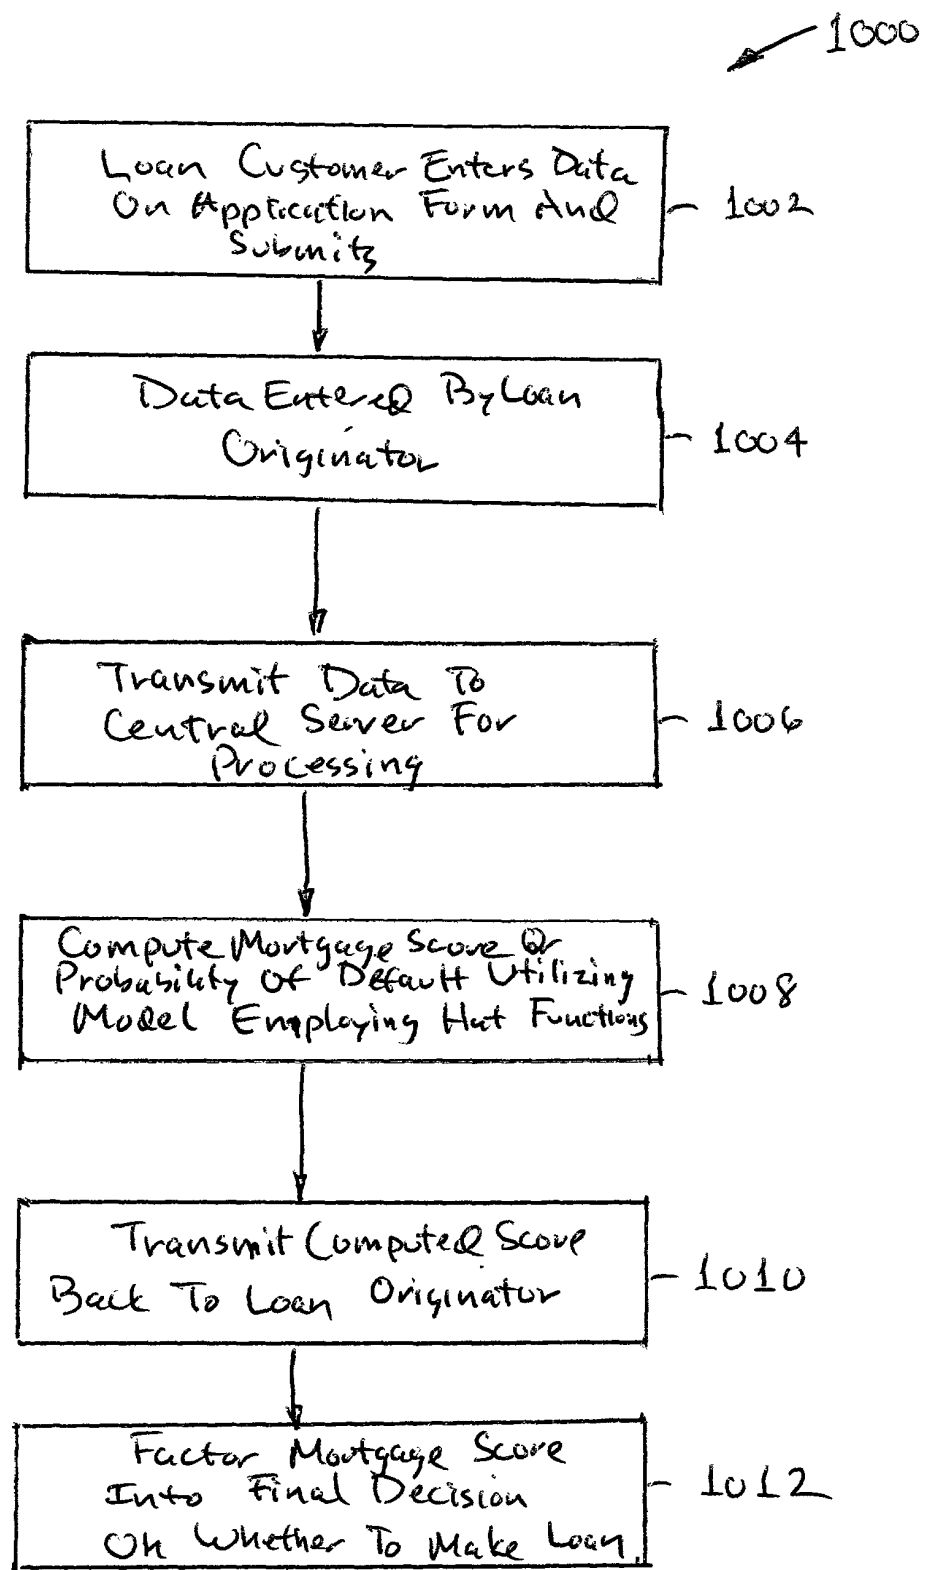 1000
Loan Customer Enters Data
On Application Form And
Submits
1002
Data Entered By Loan
Originator
1004
Transmit Data To
Central Server For
Processing
1006
Compute Mortgage Score Or
Probability Of Default Utilizing
Model Employing Hat Functions
1008
Transmit Computed Score
Back To Loan Originator
1010
Factor Mortgage Score
Into Final Decision
On Whether To Make Loan
1012